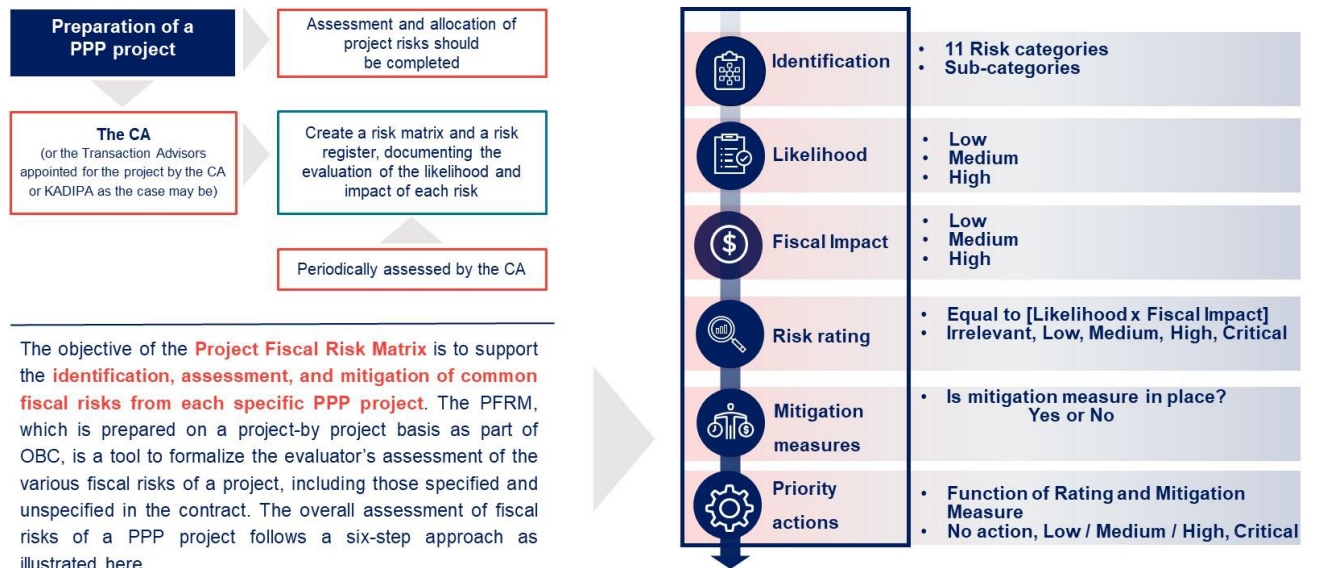 Preparation of a
PPP project
Assessment and allocation of
project risks should
be completed
The CA
(or the Transaction Advisors
appointed for the project by the CA
or KADIPA as the case may be)
Create a risk matrix and a risk
register, documenting the
evaluation of the likelihood and
impact of each risk
Periodically assessed by the CA
The objective of the Project Fiscal Risk Matrix is to support
the identification, assessment, and mitigation of common
fiscal risks from each specific PPP project. The PFRM,
which is prepared on a project-by project basis as part of
OBC, is a tool to formalize the evaluator's assessment of the
various fiscal risks of a project, including those specified and
unspecified in the contract. The overall assessment of fiscal
risks of a PPP project follows a six-step approach as
illustrated here
Identification
• 11 Risk categories
• Sub-categories
Likelihood
• Low
• Medium
• High
$
Fiscal Impact
• Low
• Medium
• High
Risk rating
• Equal to [Likelihood x Fiscal Impact]
• Irrelevant, Low, Medium, High, Critical
Mitigation
measures
• Is mitigation measure in place?
Yes or No
Priority
actions
• Function of Rating and Mitigation
Measure
• No action, Low / Medium / High, Critical